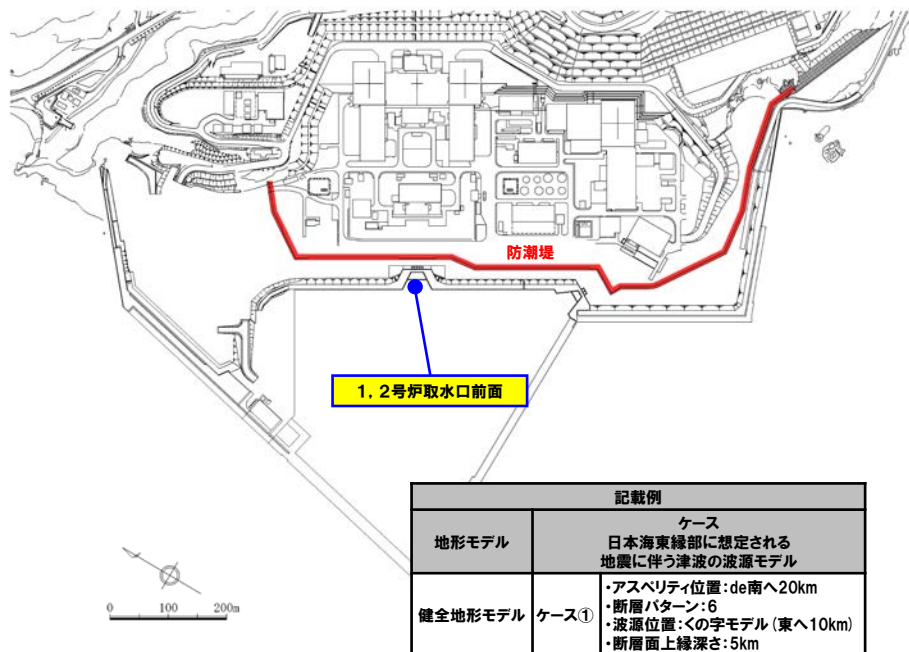 防潮堤
1,2号炉取水口前面
0 100 200m
記載例
地形モデル
ケース
日本海東縁部に想定される
地震に伴う津波の波源モデル
健全地形モデル
ケース①
・アスペリティ位置:de南へ20km
・断層パターン:6
・波源位置:くの字モデル(東へ10km)
・断層面上縁深さ:5km